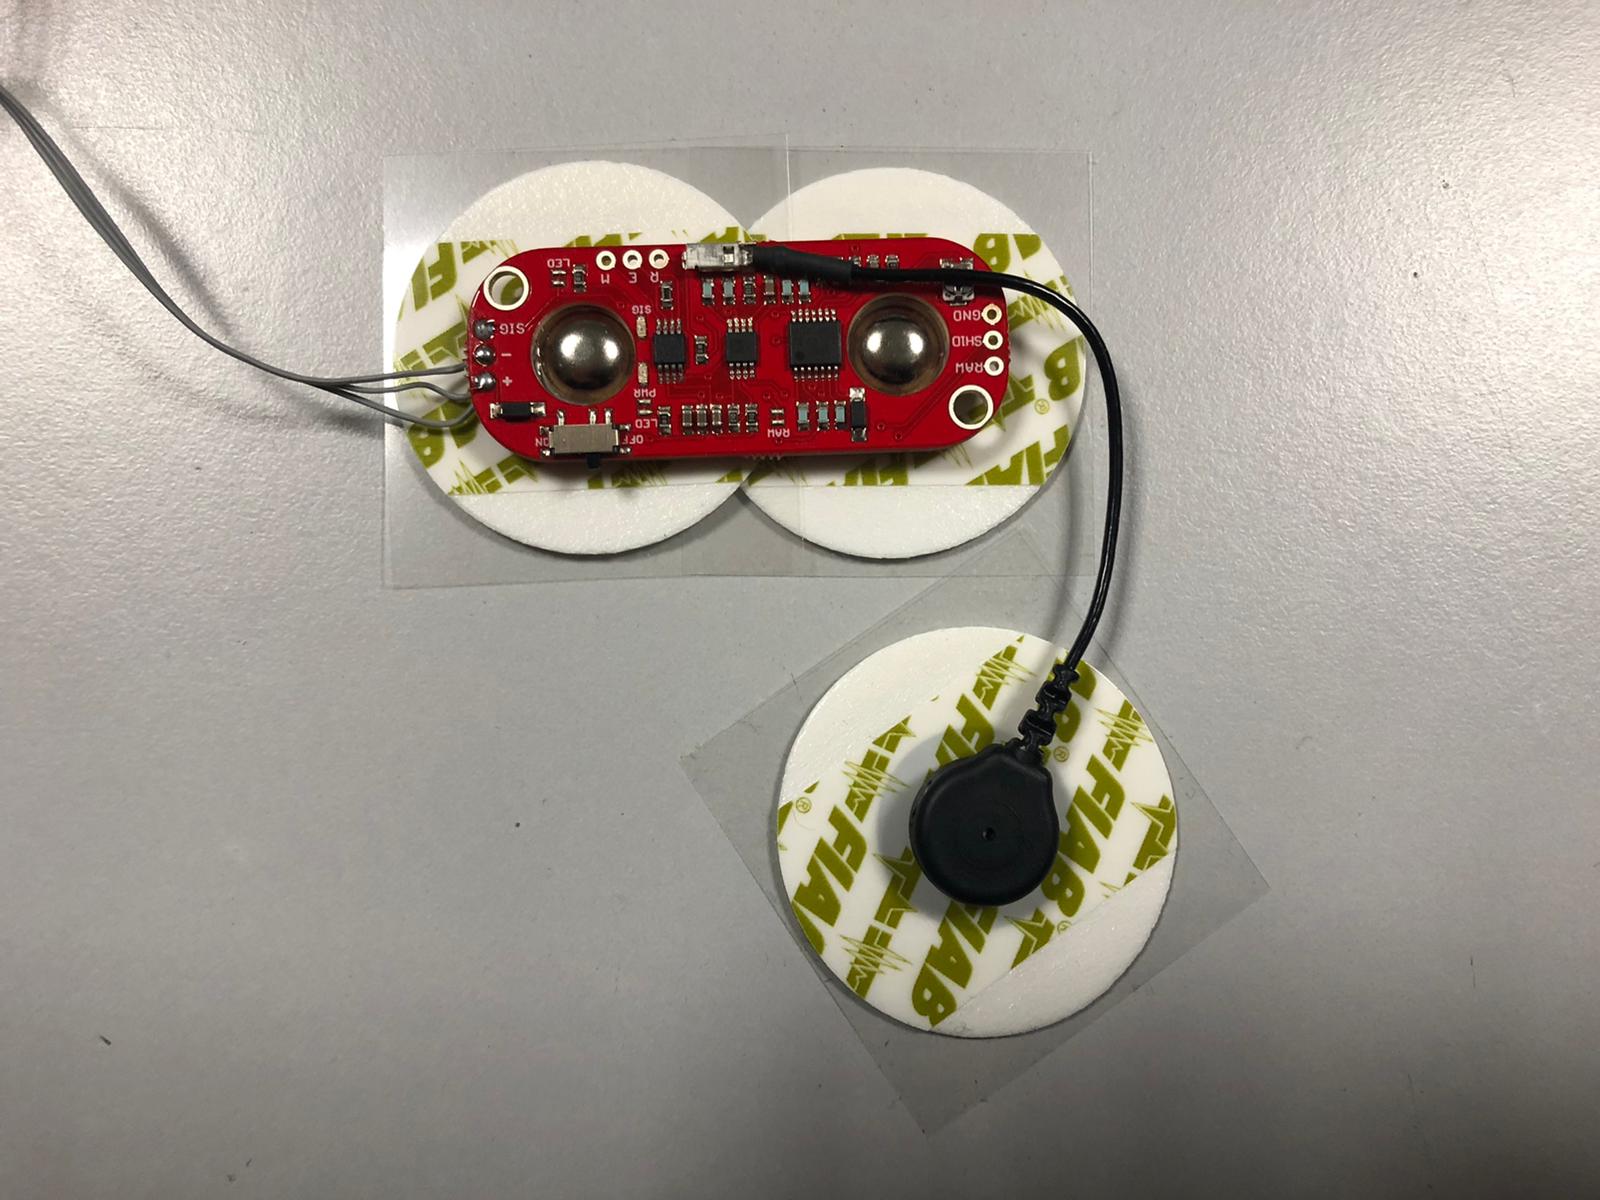 LED
M E R
FIAB
FIAB
SIG
SIG
GND
−
SHID
+
RAW
PWR
LED
ON
OFF
RAW
®
FIAB
FIAB
®
FIAB
®
FIAB
FIAB
®